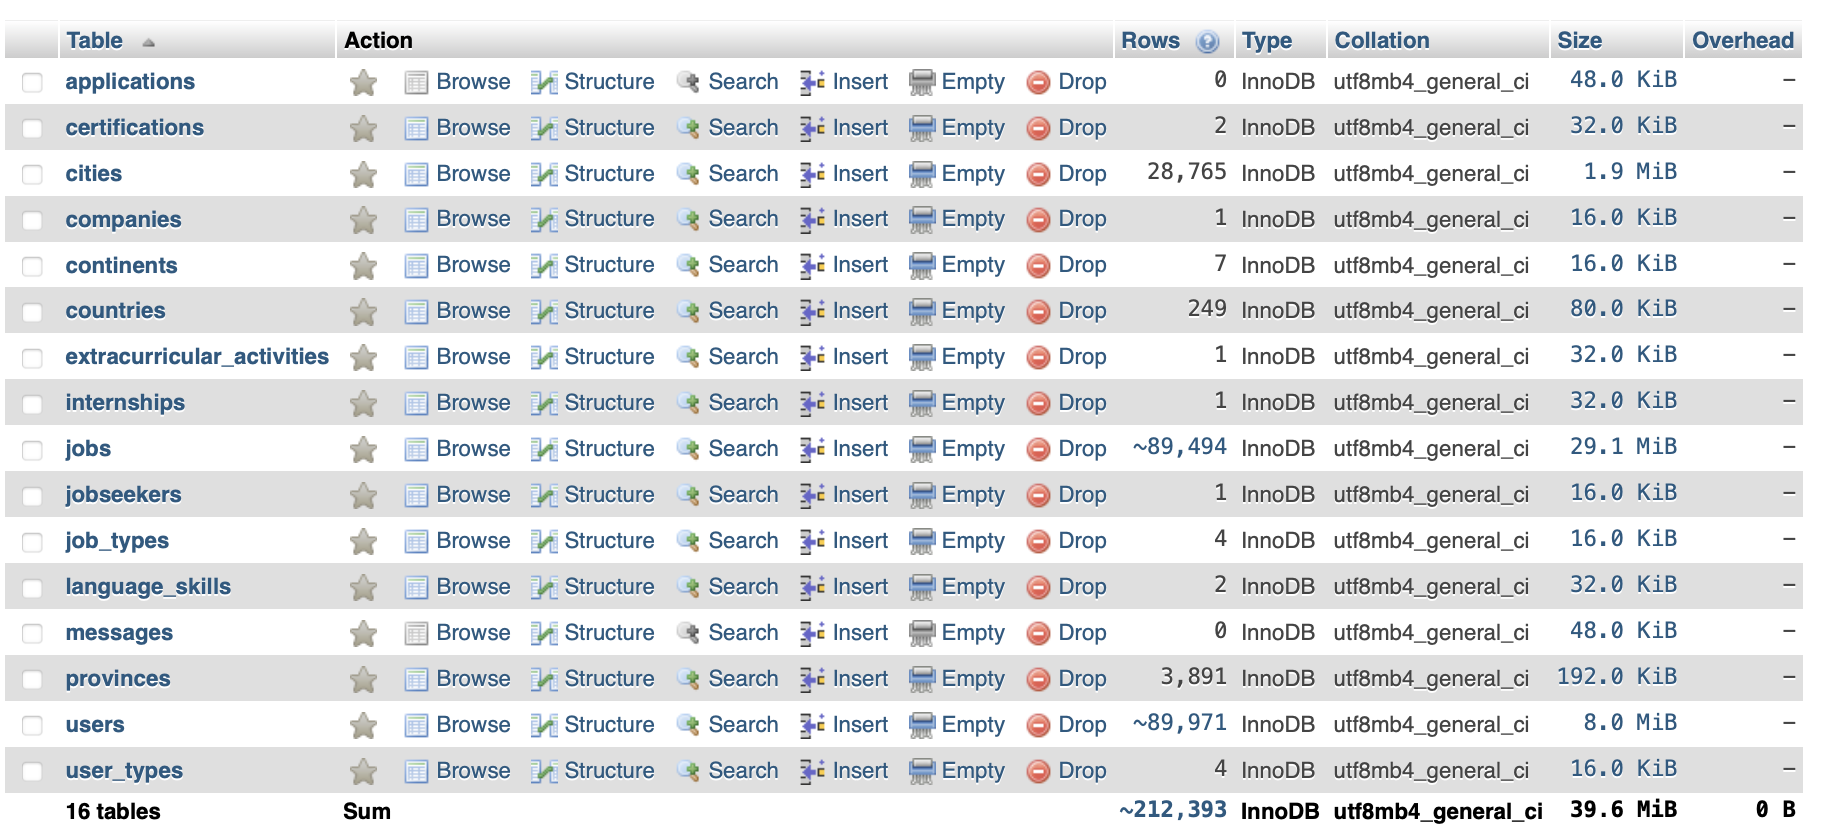 Table Action Rows Type Collation Size Overhead
applications Browse Structure Search Insert Empty Drop 0 InnoDB utf8mb4_general_ci 48.0 KiB –
certifications Browse Structure Search Insert Empty Drop 2 InnoDB utf8mb4_general_ci 32.0 KiB –
cities Browse Structure Search Insert Empty Drop 28,765 InnoDB utf8mb4_general_ci 1.9 MiB –
companies Browse Structure Search Insert Empty Drop 1 InnoDB utf8mb4_general_ci 16.0 KiB –
continents Browse Structure Search Insert Empty Drop 7 InnoDB utf8mb4_general_ci 16.0 KiB –
countries Browse Structure Search Insert Empty Drop 249 InnoDB utf8mb4_general_ci 80.0 KiB –
extracurricular_activities Browse Structure Search Insert Empty Drop 1 InnoDB utf8mb4_general_ci 32.0 KiB –
internships Browse Structure Search Insert Empty Drop 1 InnoDB utf8mb4_general_ci 32.0 KiB –
jobs Browse Structure Search Insert Empty Drop ~89,494 InnoDB utf8mb4_general_ci 29.1 MiB –
jobseekers Browse Structure Search Insert Empty Drop 1 InnoDB utf8mb4_general_ci 16.0 KiB –
job_types Browse Structure Search Insert Empty Drop 4 InnoDB utf8mb4_general_ci 16.0 KiB –
language_skills Browse Structure Search Insert Empty Drop 2 InnoDB utf8mb4_general_ci 32.0 KiB –
messages Browse Structure Search Insert Empty Drop 0 InnoDB utf8mb4_general_ci 48.0 KiB –
provinces Browse Structure Search Insert Empty Drop 3,891 InnoDB utf8mb4_general_ci 192.0 KiB –
users Browse Structure Search Insert Empty Drop ~89,971 InnoDB utf8mb4_general_ci 8.0 MiB –
user_types Browse Structure Search Insert Empty Drop 4 InnoDB utf8mb4_general_ci 16.0 KiB –
16 tables Sum ~212,393 InnoDB utf8mb4_general_ci 39.6 MiB 0 B